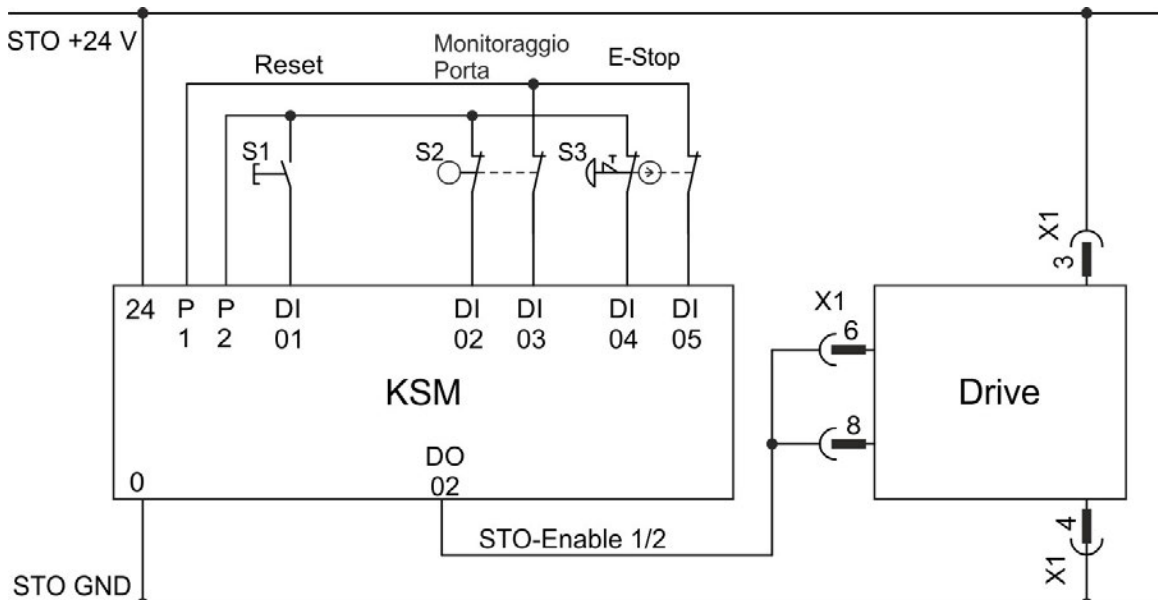 STO +24 V
Reset
Monitoraggio
Porta
E-Stop
S1
S2
S3
X1
3
24 P P DI DI DI DI DI
1 2 01 02 03 04 05
X1
6
KSM
Drive
8
DO
0 02
4
STO-Enable 1/2
X1
STO GND